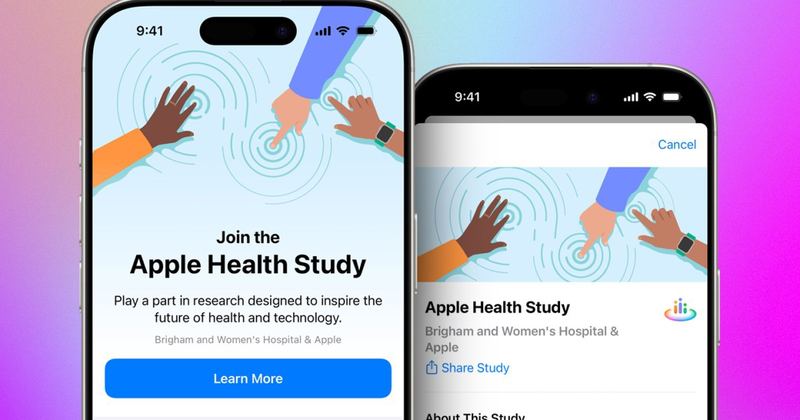 9:41
Join the
Apple Health Study
Play a part in research designed to inspire the
future of health and technology.
Brigham and Women's Hospital & Apple
Learn More
9:41
Cancel
Apple Health Study
Brigham and Women's Hospital &
Apple
Share Study
About This Study